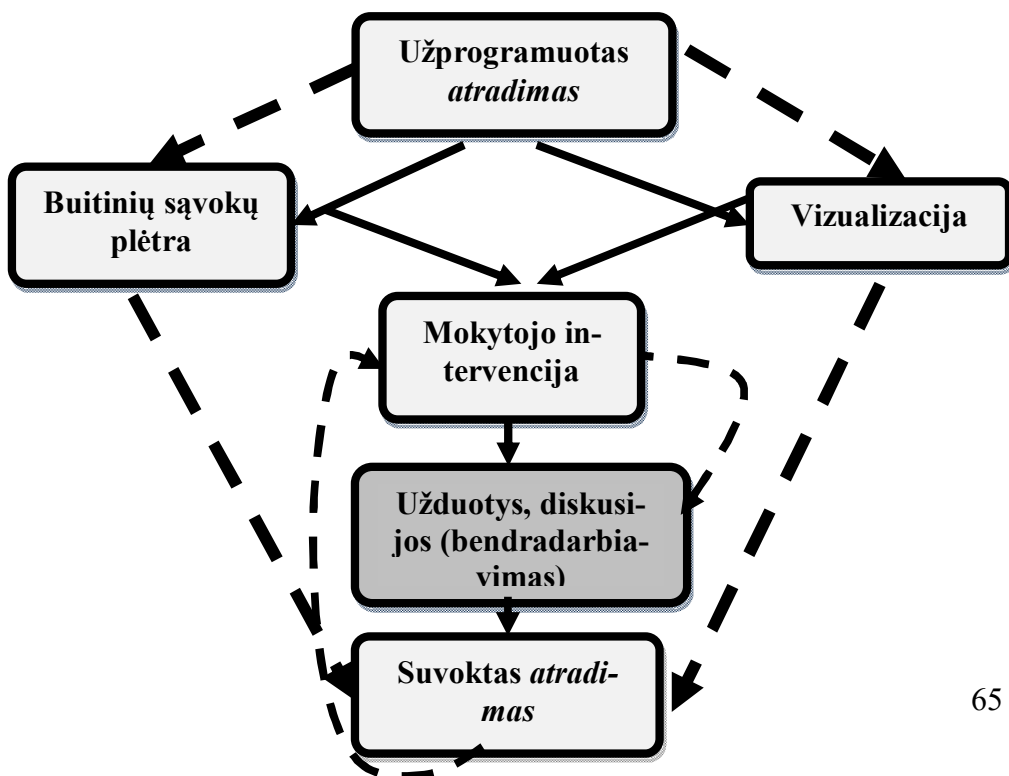 Užprogramuotas
atradimas
Buitinių sąvokų
plėtra
Vizualizacija
Mokytojo in-
tervencija
Užduotys, diskusi-
jos (bendradarbia-
vimas)
Suvoktas atradi-
mas
65